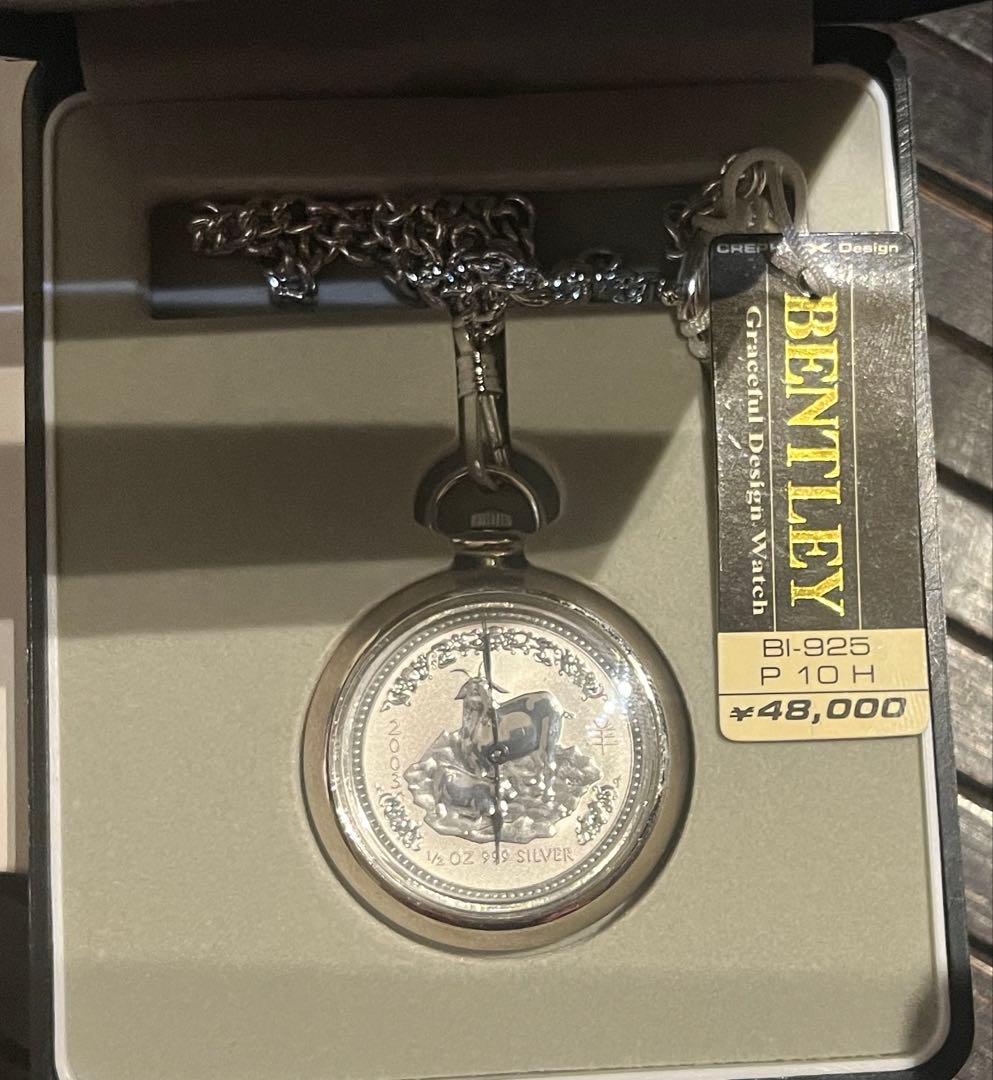 Design
BENTLEY
Graceful Design Watch
BI-925
P 10 H
¥48,000
2003
羊
1/2 OZ 999 SILVER